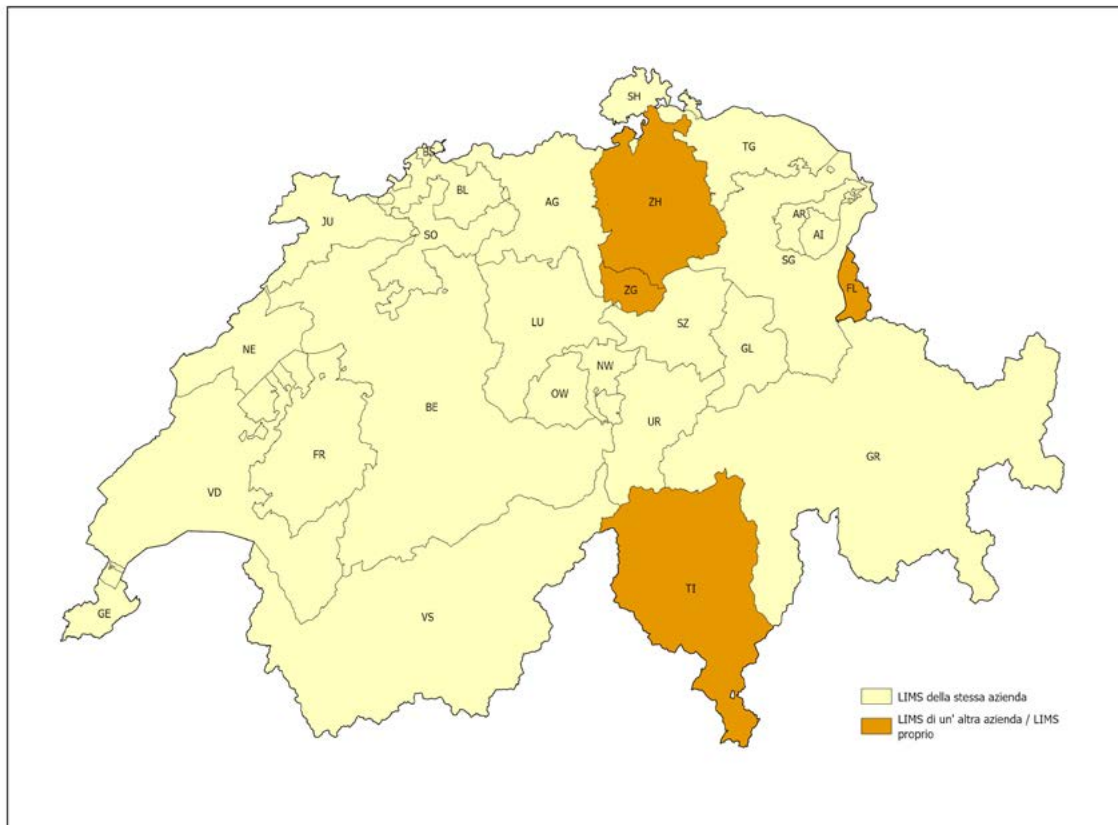 SH
TG
BS
BL
AG
ZH
JU
SO
AR
AI
SG
ZG
FL
LU
SZ
NE
NW
GL
OW
BE
UR
FR
GR
VD
TI
GE
VS
LIMS della stessa azienda
LIMS di un' altra azienda / LIMS
proprio